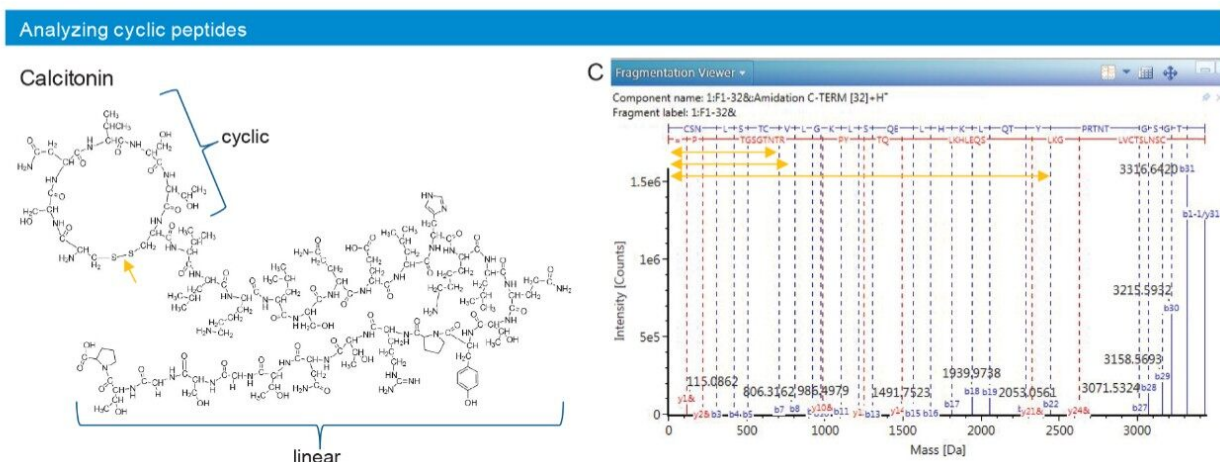 Analyzing cyclic peptides
Calcitonin
cyclic
linear
C
Fragmentation Viewer
Component name: 1:F1-32&:Amidation C-TERM [32]+H+
Fragment label: 1:F1-32&
CSN L S TC V L G K L S QE L H K L QT Y PRTNT G S G T
= P TGSGTNTR PY TQ LKHLEQS LKG LVCTSLNSC
Intensity [Counts]
1.5e6
1e6
5e5
0
3316.6420 b31
b1-1/y31
3215.5932
b30
3158.5693
b29
3071.5324 b28
b27
115.0862
y1&
y2& b3 b4 b5
806.3162
b7 b8
985.4979
y10& b11
b13
1491.7523
b15 b16
b17
1939.9738
b18 b19
2053.0561
y21& b22
y24&
0 500 1000 1500 2000 2500 3000
Mass [Da]